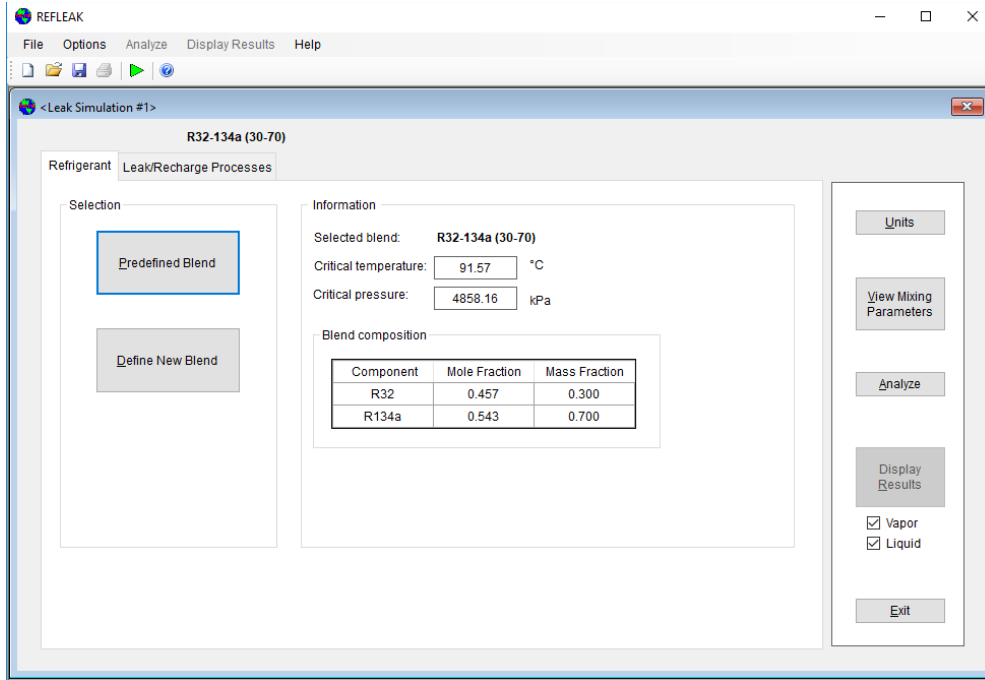 REFLEAK
File Options Analyze Display Results Help
<Leak Simulation #1>
R32-134a (30-70)
Refrigerant Leak/Recharge Processes
Selection
Predefined Blend
Define New Blend
Information
Selected blend: R32-134a (30-70)
Critical temperature: 91.57 °C
Critical pressure: 4858.16 kPa
Blend composition
Component Mole Fraction Mass Fraction
R32 0.457 0.300
R134a 0.543 0.700
Units
View Mixing
Parameters
Analyze
Display
Results
Vapor
Liquid
Exit